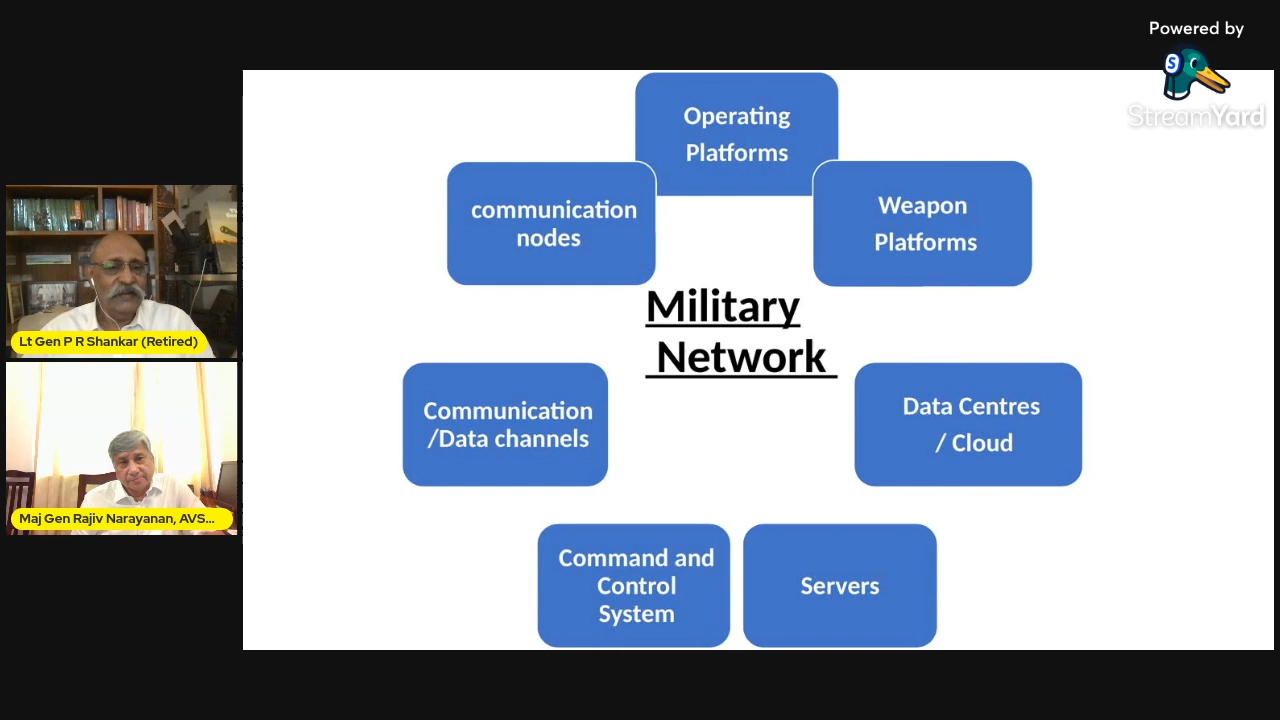 Powered by
StreamYard
Operating
Platforms
communication
nodes
Weapon
Platforms
Military
Network
Communication
/Data channels
Data Centres
/ Cloud
Command and
Control
System
Servers
Lt Gen P R Shankar (Retired)
Maj Gen Rajiv Narayanan, AVS...